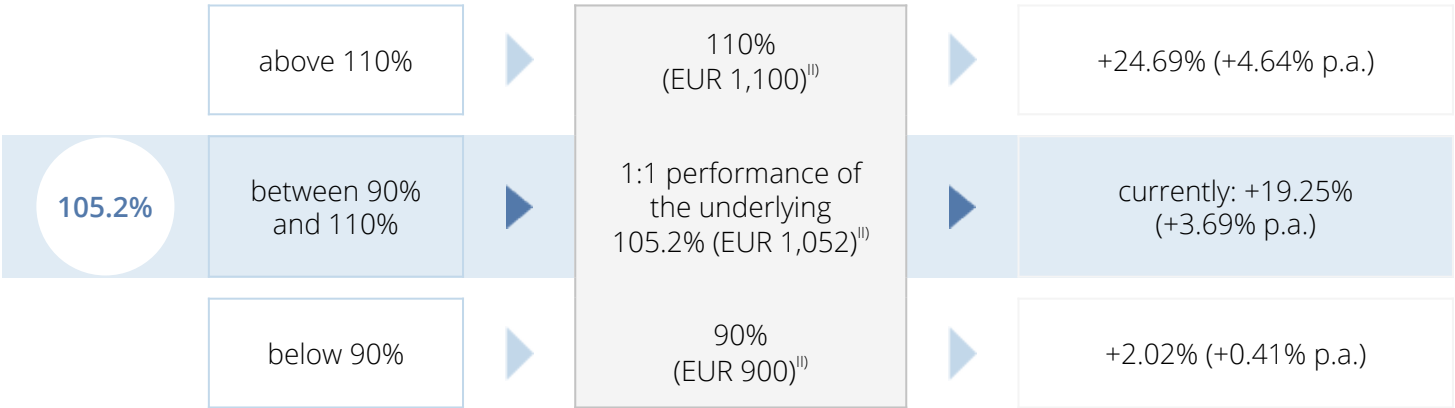 above 110%
110%
(EUR 1,100)II)
+24.69% (+4.64% p.a.)
105.2%
between 90%
and 110%
1:1 performance of
the underlying
105.2% (EUR 1,052)II)
currently: +19.25%
(+3.69% p.a.)
below 90%
90%
(EUR 900)II)
+2.02% (+0.41% p.a.)